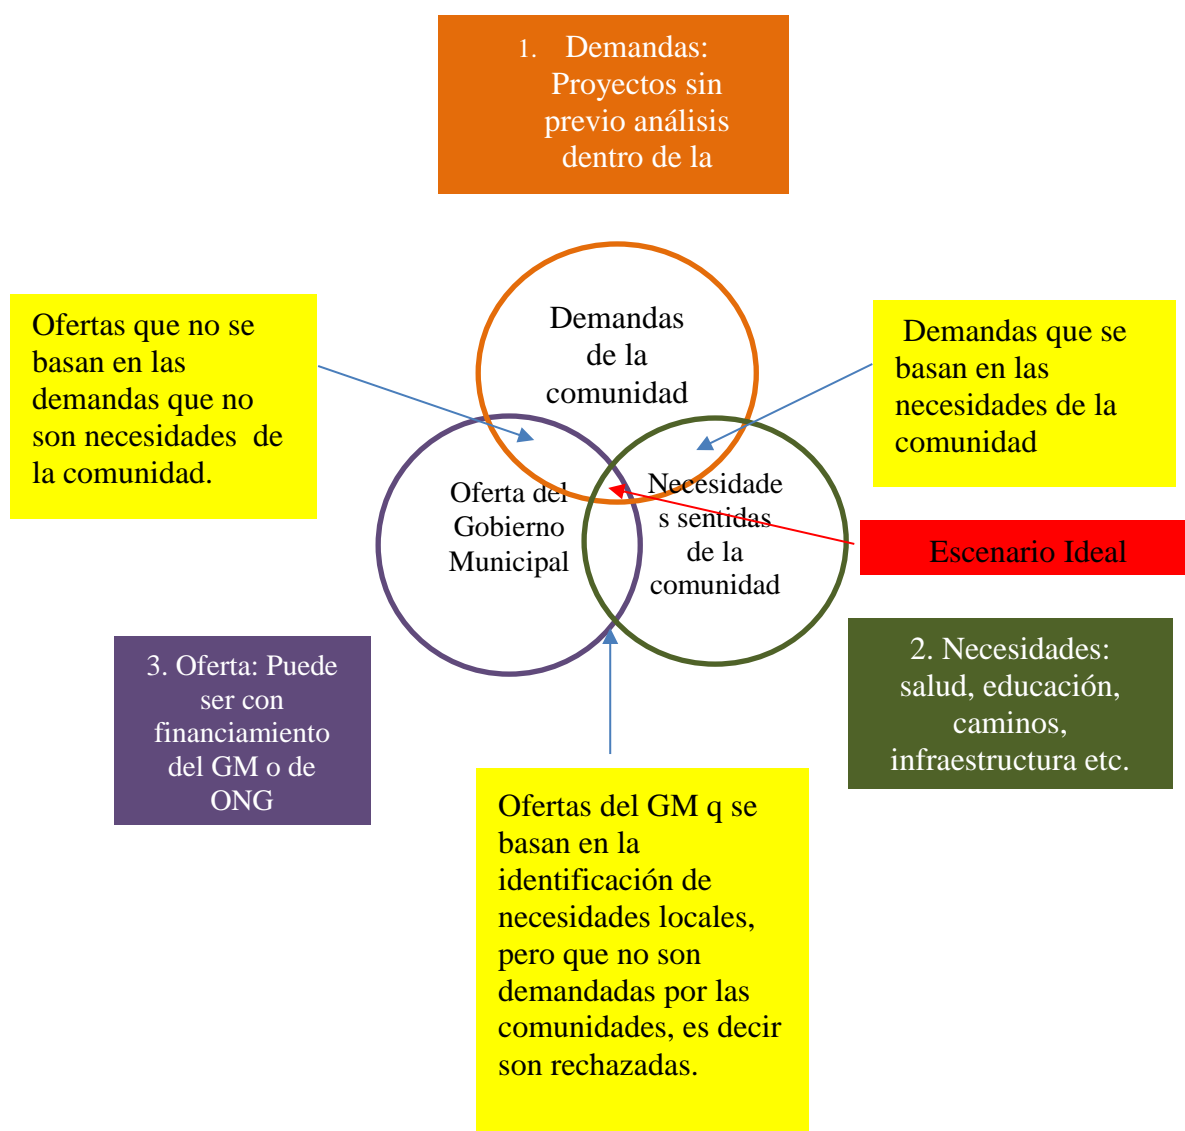 1. Demandas:
Proyectos sin
previo análisis
dentro de la
Demandas
de la
comunidad
Ofertas que no se
basan en las
demandas que no
son necesidades de
la comunidad.
Demandas que se
basan en las
necesidades de la
comunidad
Oferta del
Gobierno
Municipal
Necesidade
s sentidas
de la
comunidad
Escenario Ideal
3. Oferta: Puede
ser con
financiamiento
del GM o de
ONG
2. Necesidades:
salud, educación,
caminos,
infraestructura etc.
Ofertas del GM q se
basan en la
identificación de
necesidades locales,
pero que no son
demandadas por las
comunidades, es decir
son rechazadas.